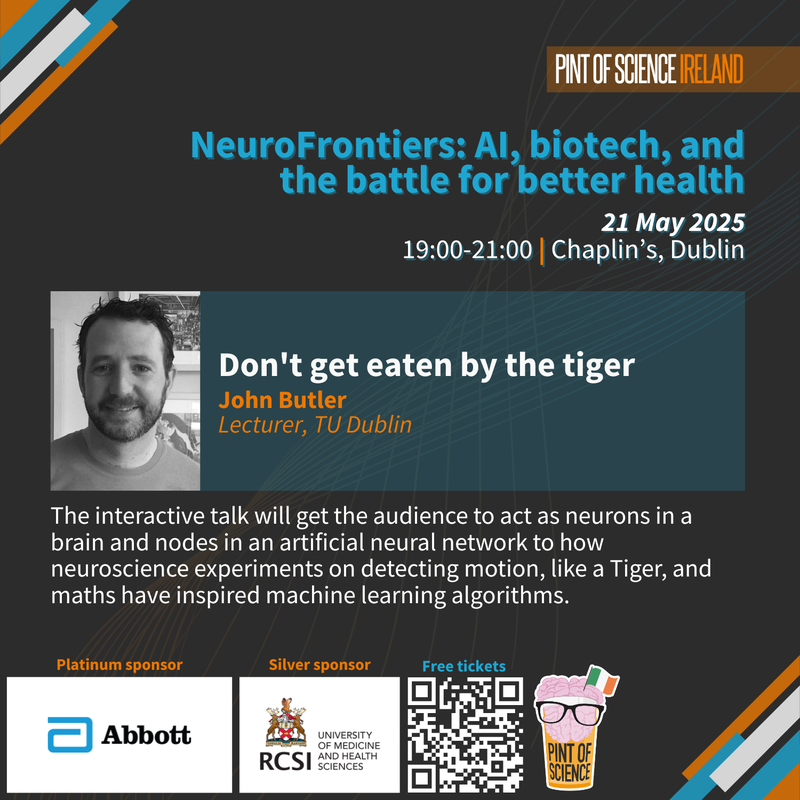 PINT OF SCIENCE IRELAND
NeuroFrontiers: AI, biotech, and
the battle for better health
21 May 2025
19:00-21:00 | Chaplin’s, Dublin
Don't get eaten by the tiger
John Butler
Lecturer, TU Dublin
The interactive talk will get the audience to act as neurons in a
brain and nodes in an artificial neural network to how
neuroscience experiments on detecting motion, like a Tiger, and
maths have inspired machine learning algorithms.
Platinum sponsor
Abbott
Silver sponsor
RCSI
UNIVERSITY
OF MEDICINE
AND HEALTH
SCIENCES
Free tickets
PINT OF
SCIENCE